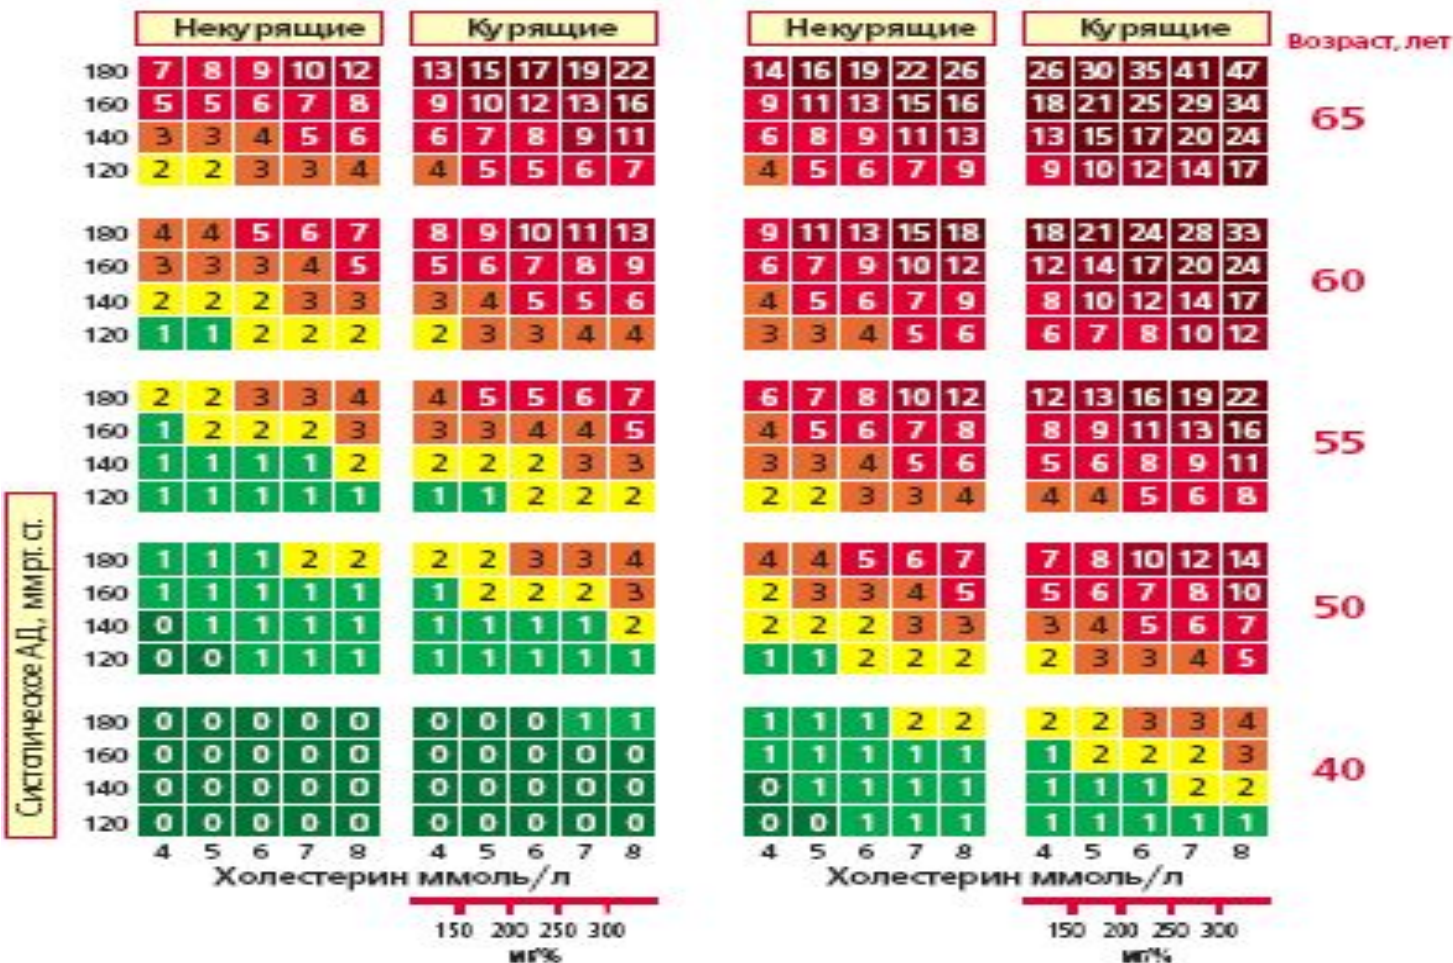 Некурящие Курящие Некурящие Курящие
Возраст, лет
180 7 8 9 10 12 13 15 17 19 22 14 16 19 22 26 26 30 35 41 47
160 5 5 6 7 8 9 10 12 13 16 9 11 13 15 16 18 21 25 29 34
65
140 3 3 4 5 6 6 7 8 9 11 6 8 9 11 13 13 15 17 20 24
120 2 2 3 3 4 4 5 5 6 7 4 5 6 7 9 9 10 12 14 17
180 4 4 5 6 7 8 9 10 11 13 9 11 13 15 18 18 21 24 28 33
160 3 3 3 4 5 5 6 7 8 9 6 7 9 10 12 12 14 17 20 24
60
140 2 2 2 3 3 3 4 5 5 6 4 5 6 7 9 8 10 12 14 17
120 1 1 2 2 2 2 3 3 4 4 3 3 4 5 6 6 7 8 10 12
180 2 2 3 3 4 4 5 5 6 7 6 7 8 10 12 12 13 16 19 22
160 1 2 2 2 3 3 3 4 4 5 4 5 6 7 8 8 9 11 13 16
55
140 1 1 1 1 2 2 2 2 3 3 3 3 4 5 6 5 6 8 9 11
120 1 1 1 1 1 1 1 2 2 2 2 2 3 3 4 4 4 5 6 8
180 1 1 1 2 2 2 2 3 3 4 4 4 5 6 7 7 8 10 12 14
160 1 1 1 1 1 1 2 2 2 3 2 3 3 4 5 5 6 7 8 10
50
140 0 1 1 1 1 1 1 1 1 2 2 2 2 3 3 3 4 5 6 7
120 0 0 1 1 1 1 1 1 1 1 1 1 2 2 2 2 3 3 4 5
180 0 0 0 0 0 0 0 0 1 1 1 1 1 2 2 2 2 3 3 4
160 0 0 0 0 0 0 0 0 0 0 1 1 1 1 1 1 2 2 2 3
40
140 0 0 0 0 0 0 0 0 0 0 0 1 1 1 1 1 1 1 2 2
120 0 0 0 0 0 0 0 0 0 0 0 0 1 1 1 1 1 1 1 1
4 5 6 7 8 4 5 6 7 8 4 5 6 7 8 4 5 6 7 8
Холестерин ммоль/л Холестерин ммоль/л
150 200 250 300 150 200 250 300
мг% мг%
Систолическое АД, мм рт. ст.